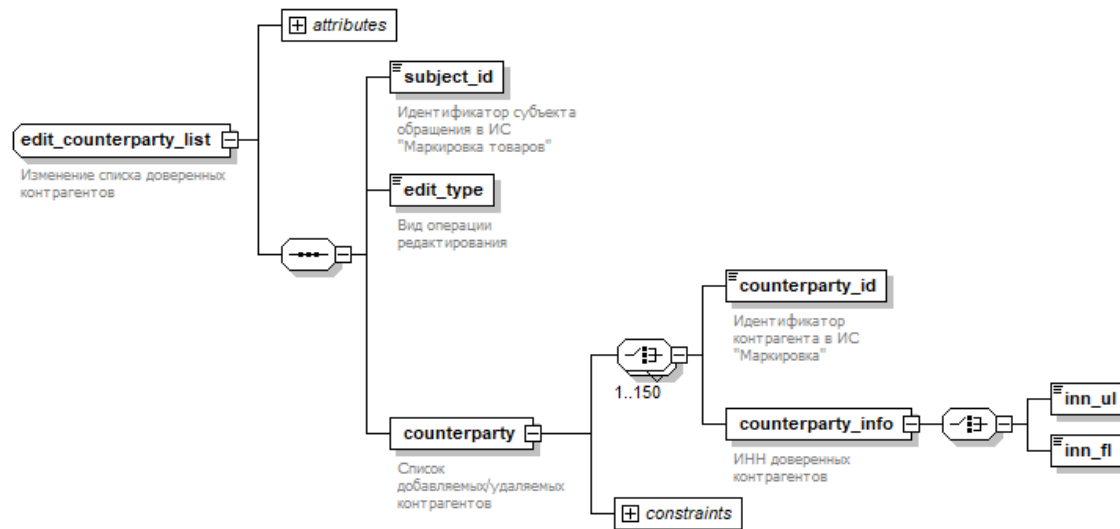 attributes
subject_id
Идентификатор субъекта
обращения в ИС
"Маркировка товаров"
edit_counterparty_list
Изменение списка доверенных
контрагентов
edit_type
Вид операции
редактирования
counterparty_id
Идентификатор
контрагента в ИС
"Маркировка"
1..150
counterparty
Список
добавляемых/удаляемых
контрагентов
counterparty_info
ИНН доверенных
контрагентов
inn_ul
inn_fl
constraints